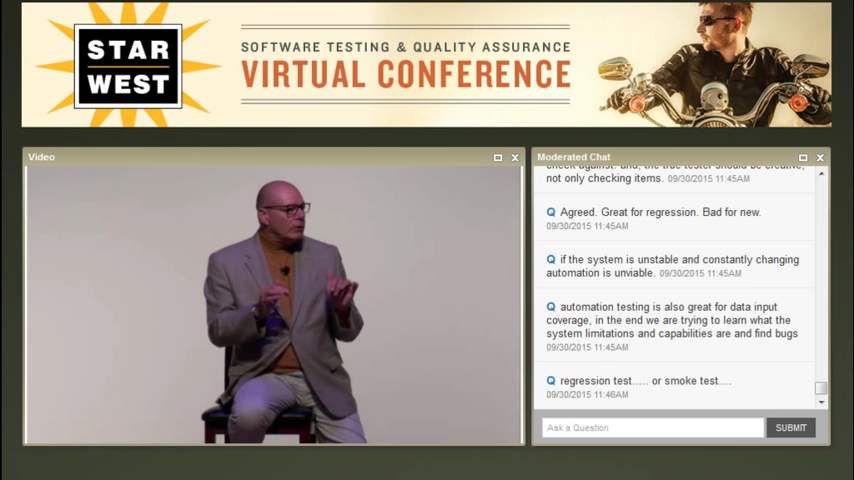 STAR
WEST
SOFTWARE TESTING & QUALITY ASSURANCE
VIRTUAL CONFERENCE
Video
Moderated Chat
not only checking items. 09/30/2015 11:45AM
Q Agreed. Great for regression. Bad for new.
09/30/2015 11:45AM
Q if the system is unstable and constantly changing
automation is unviable. 09/30/2015 11:45AM
Q automation testing is also great for data input
coverage, in the end we are trying to learn what the
system limitations and capabilities are and find bugs
09/30/2015 11:45AM
Q regression test..... or smoke test....
09/30/2015 11:46AM
Ask a Question
SUBMIT